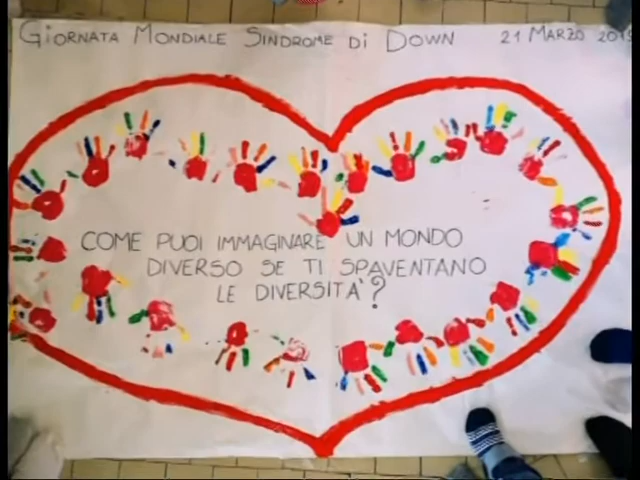 GIORNATA MONDIALE SINDROME DI DOWN 21 MARZO
COME PUOI IMMAGINARE UN MONDO
DIVERSO SE TI SPAVENTANO
LE DIVERSITA'?